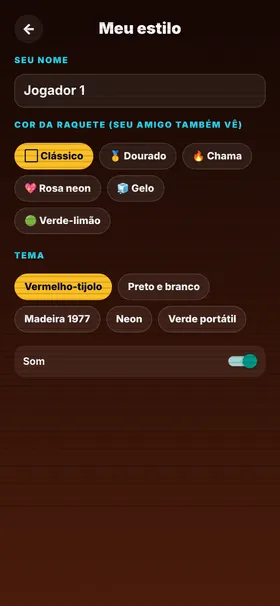 Meu estilo
SEU NOME
Jogador 1
COR DA RAQUETE (SEU AMIGO TAMBÉM VÊ)
Clássico
🏅 Dourado
🔥 Chama
💖 Rosa neon
🧊 Gelo
🟢 Verde-limão
TEMA
Vermelho-tijolo
Preto e branco
Madeira 1977
Neon
Verde portátil
Som